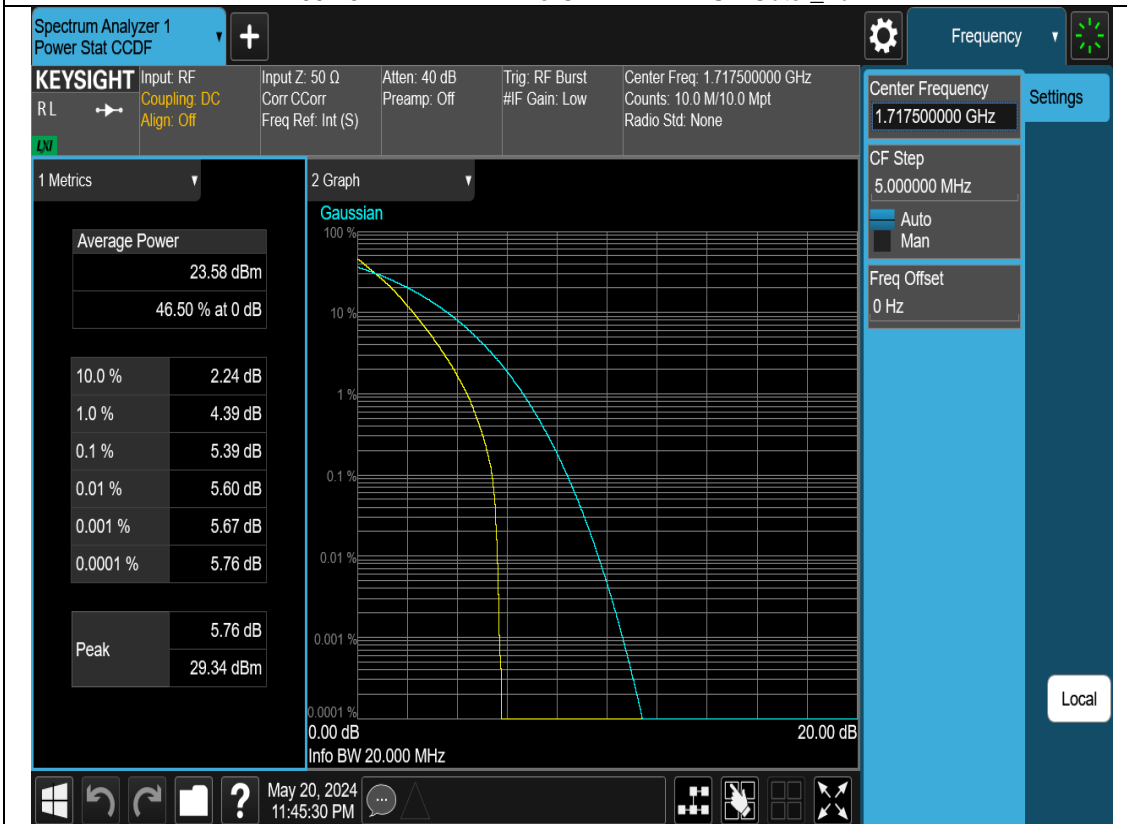 Spectrum Analyzer 1
Power Stat CCDF
Frequency
KEYSIGHT
R L
LXI
Input: RF
Coupling: DC
Align: Off
Input Z: 50 Ω
Corr CCorr
Freq Ref: Int (S)
Atten: 40 dB
Preamp: Off
Trig: RF Burst
#IF Gain: Low
Center Freq: 1.717500000 GHz
Counts: 10.0 M/10.0 Mpt
Radio Std: None
Center Frequency
1.717500000 GHz
Settings
CF Step
5.000000 MHz
Auto
Man
Freq Offset
0 Hz
1 Metrics
Average Power
23.58 dBm
46.50 % at 0 dB
10.0 % 2.24 dB
1.0 % 4.39 dB
0.1 % 5.39 dB
0.01 % 5.60 dB
0.001 % 5.67 dB
0.0001 % 5.76 dB
Peak
5.76 dB
29.34 dBm
2 Graph
Gaussian
100 %
10 %
1 %
0.1 %
0.01 %
0.001 %
0.0001 %
0.00 dB 20.00 dB
Info BW 20.000 MHz
Local
?
May 20, 2024
11:45:30 PM